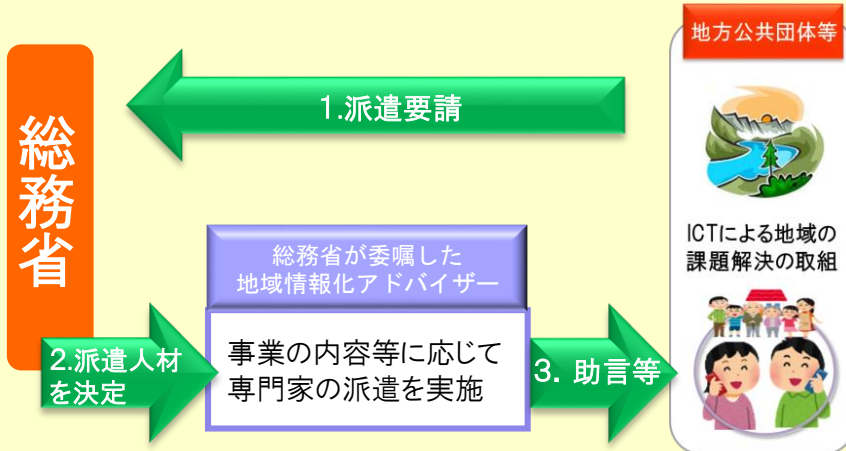 地方公共団体等
総務省
1.派遣要請
ICTによる地域の
課題解決の取組
総務省が委嘱した
地域情報化アドバイザー
2.派遣人材
を決定
事業の内容等に応じて
専門家の派遣を実施
3. 助言等